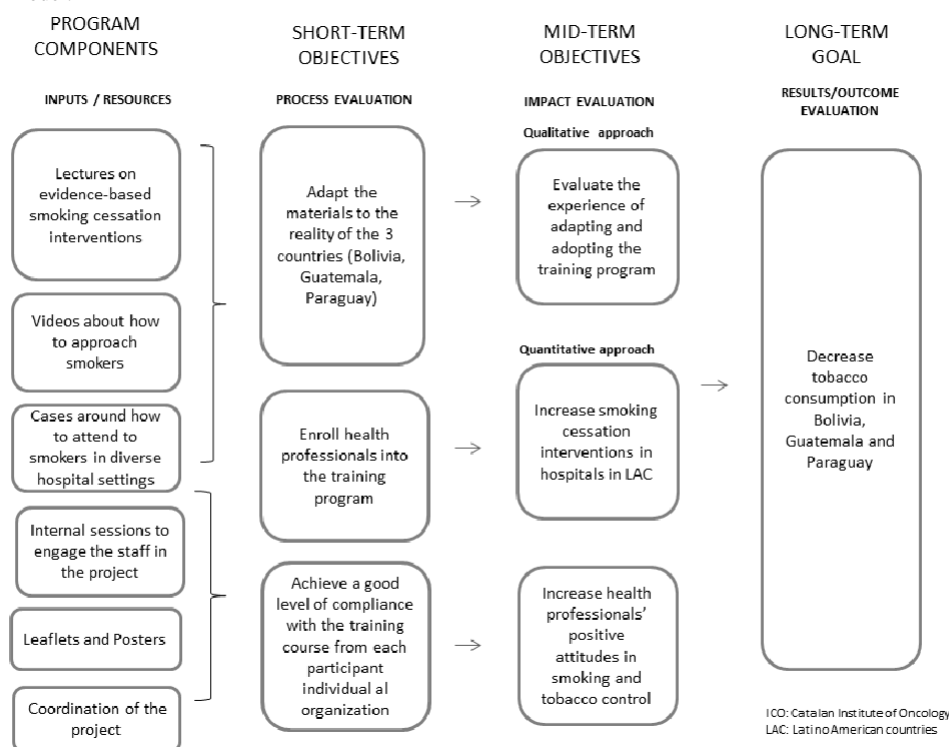 PROGRAM
COMPONENTS
INPUTS / RESOURCES
Lectures on
evidence-based
smoking cessation
interventions
Videos about how
to approach
smokers
Cases around how
to attend to
smokers in diverse
hospital settings
Internal sessions to
engage the staff in
the project
Leaflets and Posters
Coordination of the
project
SHORT-TERM
OBJECTIVES
PROCESS EVALUATION
Adapt the
materials to the
reality of the 3
countries (Bolivia,
Guatemala,
Paraguay)
Enroll health
professionals into
the training
program
Achieve a good
level of compliance
with the training
course from each
participant
individual al
organization
MID-TERM
OBJECTIVES
IMPACT EVALUATION
Qualitative approach
Evaluate the
experience of
adapting and
adopting the
training program
Quantitative approach
Increase smoking
cessation
interventions in
hospitals in LAC
Increase health
professionals’
positive
attitudes in
smoking and
tobacco control
LONG-TERM
GOAL
RESULTS/OUTCOME
EVALUATION
Decrease
tobacco
consumption in
Bolivia,
Guatemala and
Paraguay
ICO: Catalan Institute of Oncology
LAC: Latino American countries